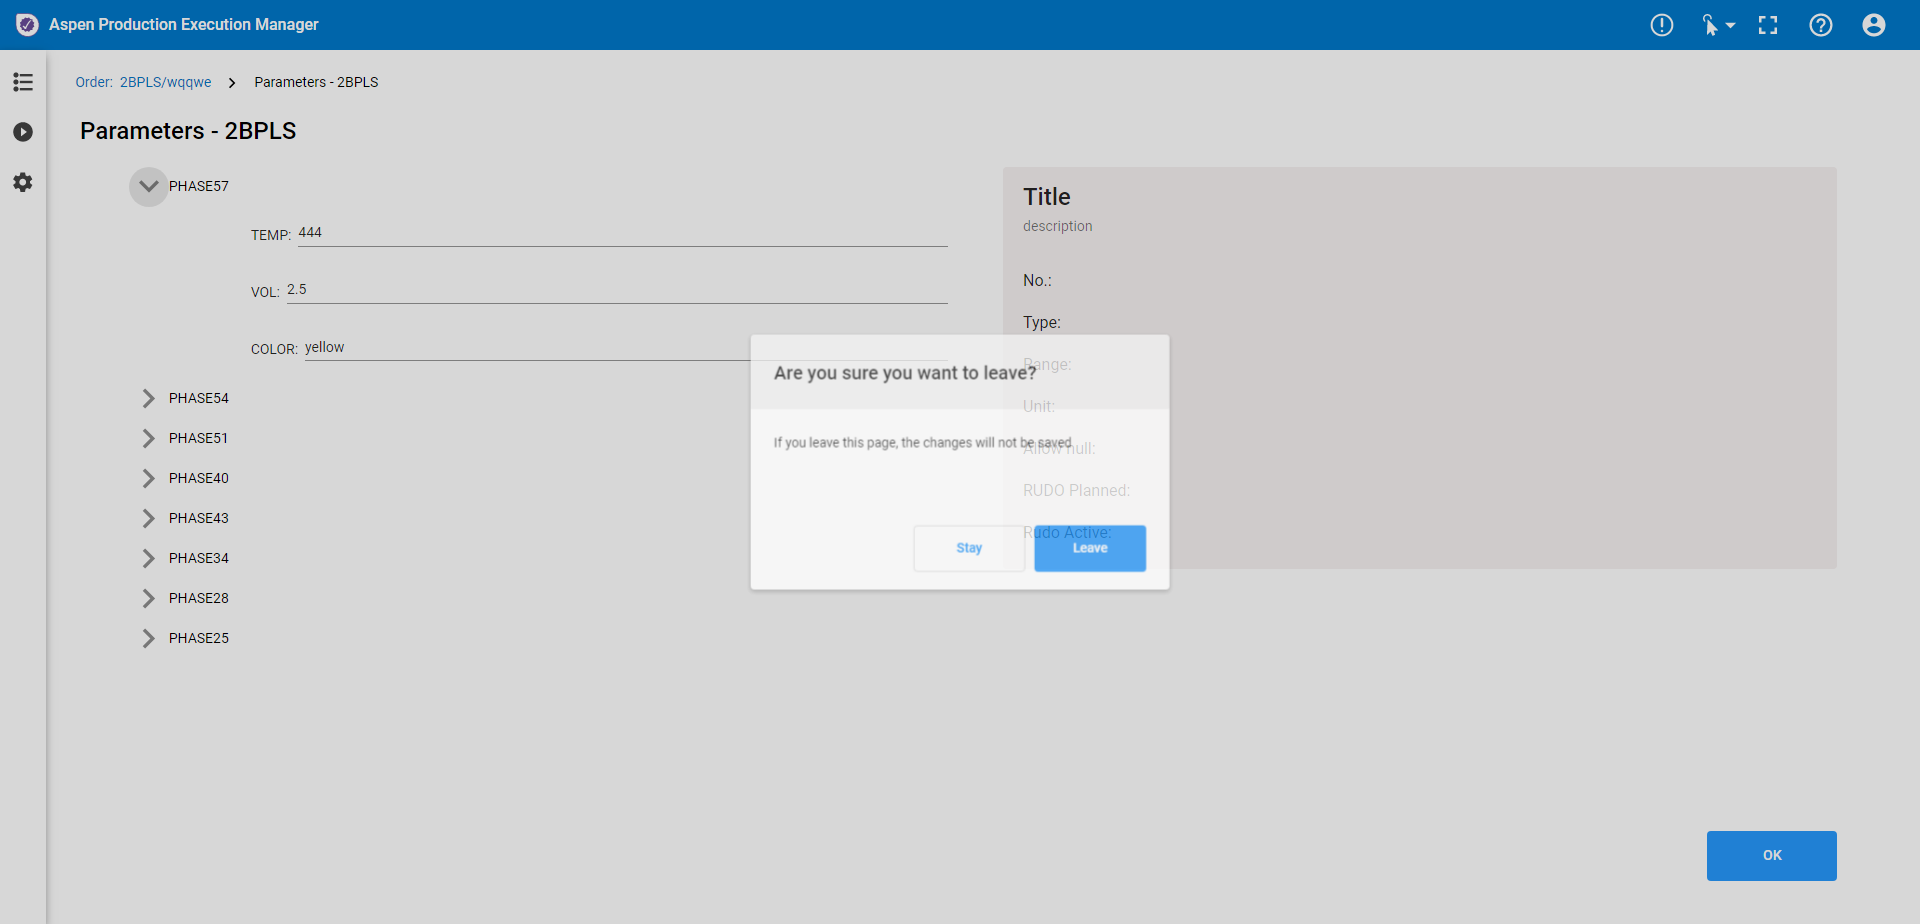 Aspen Production Execution Manager
Order: 2BPLS/wqqwe Parameters - 2BPLS
Parameters - 2BPLS
PHASE57
TEMP: 444
VOL: 2.5
COLOR: yellow
PHASE54
PHASE51
PHASE40
PHASE43
PHASE34
PHASE28
PHASE25
Title
description
No.:
Type:
Range:
Unit:
Allow null:
RUDO Planned:
Rudo Active:
Are you sure you want to leave?
If you leave this page, the changes will not be saved
Stay
Leave
OK